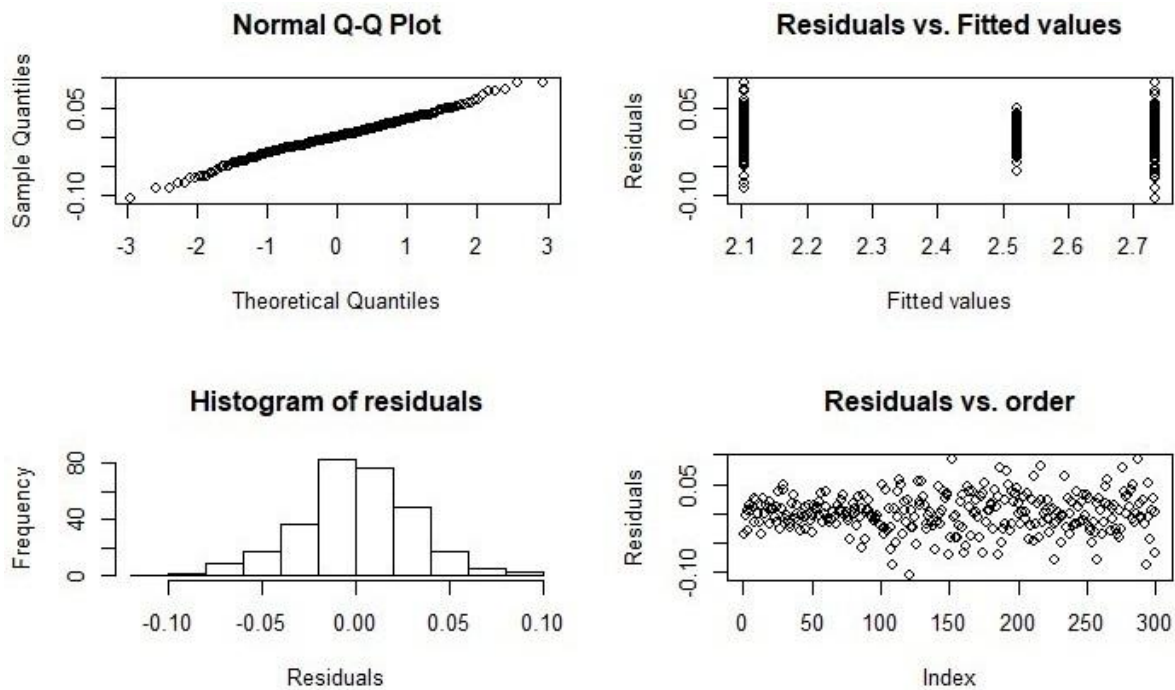 Normal Q-Q Plot
Sample Quantiles
-0.10 0.05
-3 -2 -1 0 1 2 3
Theoretical Quantiles
Residuals vs. Fitted values
Residuals
-0.10 0.05
2.1 2.2 2.3 2.4 2.5 2.6 2.7
Fitted values
Histogram of residuals
Frequency
0 40 80
-0.10 -0.05 0.00 0.05 0.10
Residuals
Residuals vs. order
Residuals
-0.10 0.05
0 50 100 150 200 250 300
Index